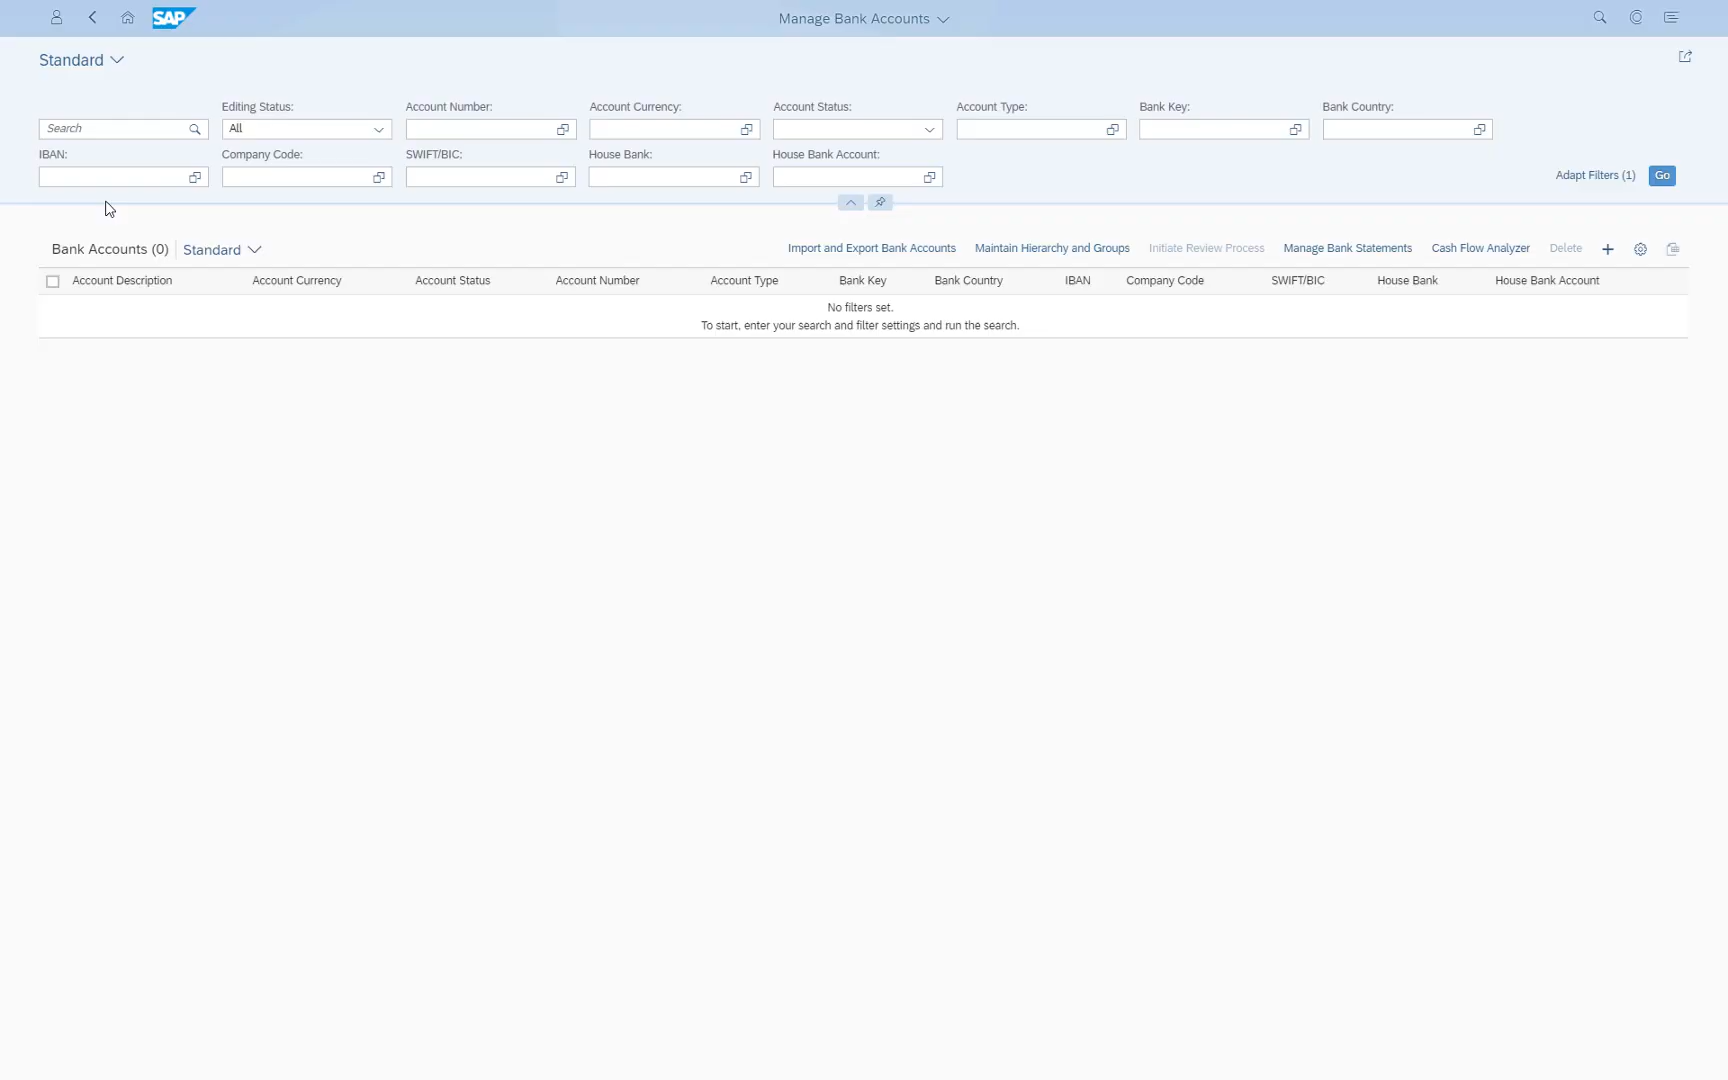 SAP
Manage Bank Accounts
Standard
Editing Status:
Account Number:
Account Currency:
Account Status:
Account Type:
Bank Key:
Bank Country:
Search
All
IBAN:
Company Code:
SWIFT/BIC:
House Bank:
House Bank Account:
Adapt Filters (1)
Go
Bank Accounts (0)
Standard
Import and Export Bank Accounts
Maintain Hierarchy and Groups
Initiate Review Process
Manage Bank Statements
Cash Flow Analyzer
Delete
Account Description
Account Currency
Account Status
Account Number
Account Type
Bank Key
Bank Country
IBAN
Company Code
SWIFT/BIC
House Bank
House Bank Account
No filters set.
To start, enter your search and filter settings and run the search.